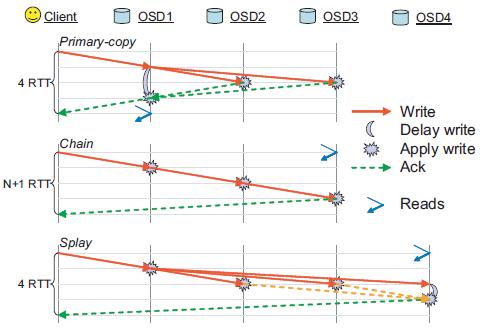 Client OSD1 OSD2 OSD3 OSD4
Primary-copy
4 RTT
Write
Delay write
Apply write
Ack
Reads
Chain
N+1 RTT
Splay
4 RTT